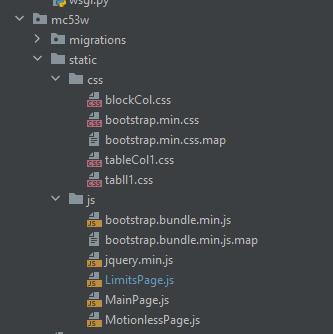 wsgi.py
mc53w
migrations
static
css
blockCol.css
bootstrap.min.css
bootstrap.min.css.map
tableCol1.css
tabll1.css
js
bootstrap.bundle.min.js
bootstrap.bundle.min.js.map
jquery.min.js
LimitsPage.js
MainPage.js
MotionlessPage.js